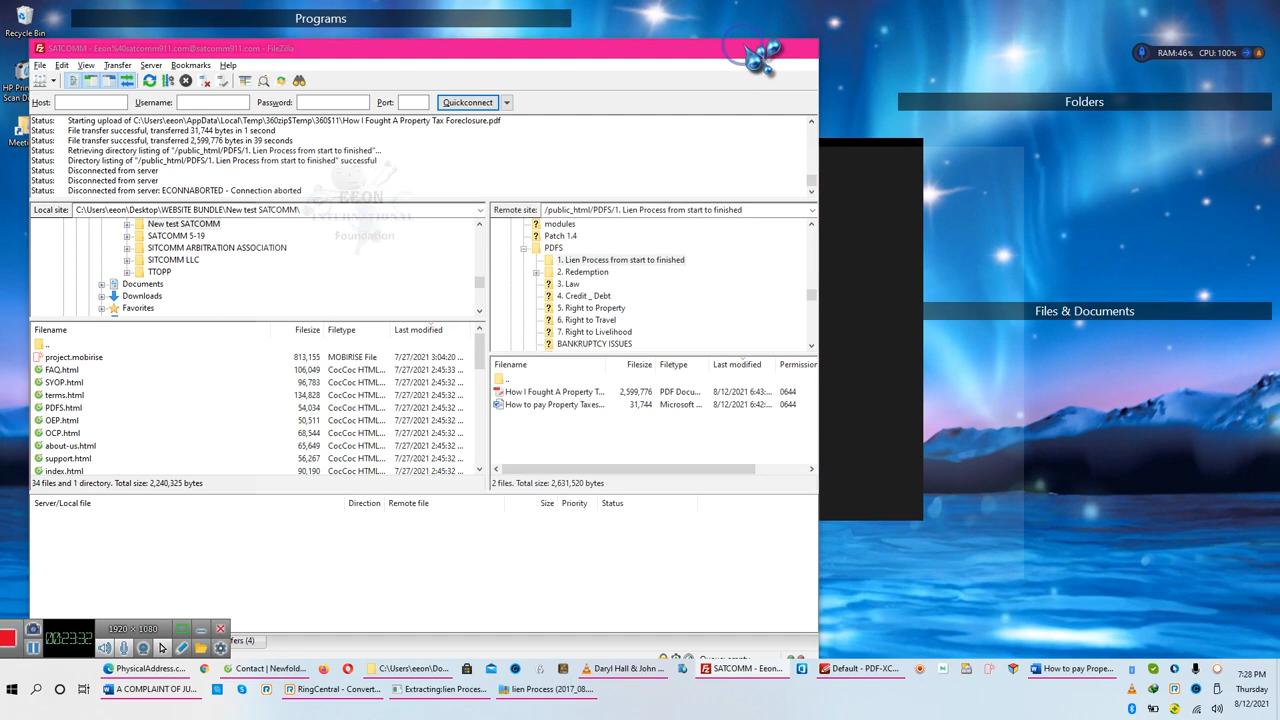 Programs
Recycle Bin
SATCOMM - Eeon%40satcomm911.com@satcomm911.com - FileZilla
RAM:46% CPU:100%
File Edit View Transfer Server Bookmarks Help
HP Prin
Scan D
Host: Username: Password: Port: Quickconnect
Folders
Status: Starting upload of C:\Users\eeon\AppData\Local\Temp\360zip$Temp\360$11\How I Fought A Property Tax Foreclosure.pdf
Status: File transfer successful, transferred 31,744 bytes in 1 second
Status: File transfer successful, transferred 2,599,776 bytes in 39 seconds
Status: Retrieving directory listing of "/public_html/PDFS/1. Lien Process from start to finished"...
Status: Directory listing of "/public_html/PDFS/1. Lien Process from start to finished" successful
Status: Disconnected from server
Status: Disconnected from server
Status: Disconnected from server: ECONNABORTED - Connection aborted
EEON
INTERNATIONAL
Foundation
Local site: C:\Users\eeon\Desktop\WEBSITE BUNDLE\New test SATCOMM\
Remote site: /public_html/PDFS/1. Lien Process from start to finished
New test SATCOMM
SATCOMM 5-19
SITCOMM ARBITRATION ASSOCIATION
SITCOMM LLC
TTOPP
Documents
Downloads
Favorites
modules
Patch 1.4
PDFS
1. Lien Process from start to finished
2. Redemption
3. Law
4. Credit _ Debt
5. Right to Property
6. Right to Travel
7. Right to Livelihood
BANKRUPTCY ISSUES
Files & Documents
Filename Filesize Filetype Last modified
..
project.mobirise 813,155 MOBIRISE File 7/27/2021 3:04:20 ...
FAQ.html 106,049 CocCoc HTML... 7/27/2021 2:45:33 ...
SYOP.html 96,783 CocCoc HTML... 7/27/2021 2:45:32 ...
terms.html 134,828 CocCoc HTML... 7/27/2021 2:45:32 ...
PDFS.html 54,034 CocCoc HTML... 7/27/2021 2:45:32 ...
OEP.html 50,511 CocCoc HTML... 7/27/2021 2:45:32 ...
OCP.html 68,544 CocCoc HTML... 7/27/2021 2:45:32 ...
about-us.html 65,649 CocCoc HTML... 7/27/2021 2:45:32 ...
support.html 56,267 CocCoc HTML... 7/27/2021 2:45:32 ...
index.html 90,190 CocCoc HTML... 7/27/2021 2:45:32 ...
34 files and 1 directory. Total size: 2,240,325 bytes
Filename Filesize Filetype Last modified Permission
..
How I Fought A Property T... 2,599,776 PDF Docu... 8/12/2021 6:43:... 0644
How to pay Property Taxes... 31,744 Microsoft ... 8/12/2021 6:42:... 0644
2 files. Total size: 2,631,520 bytes
Server/Local file Direction Remote file Size Priority Status
1920 × 1080
00:23:32
fers (4)
Queue: empty
PhysicalAddress.c... Contact | Newfold... C:\Users\eeon\Do... Daryl Hall & John ... SATCOMM - Eeon... Default - PDF-XC... How to pay Prope...
A COMPLAINT OF JU... RingCentral - Convert... Extracting:lien Proces... lien Process (2017_08...
7:28 PM
Thursday
8/12/2021